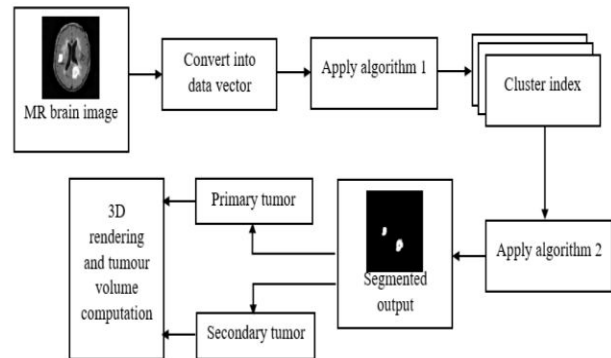 MR brain image
Convert into
data vector
Apply algorithm 1
Cluster index
Apply algorithm 2
Segmented
output
Primary tumor
Secondary tumor
3D
rendering
and tumour
volume
computation